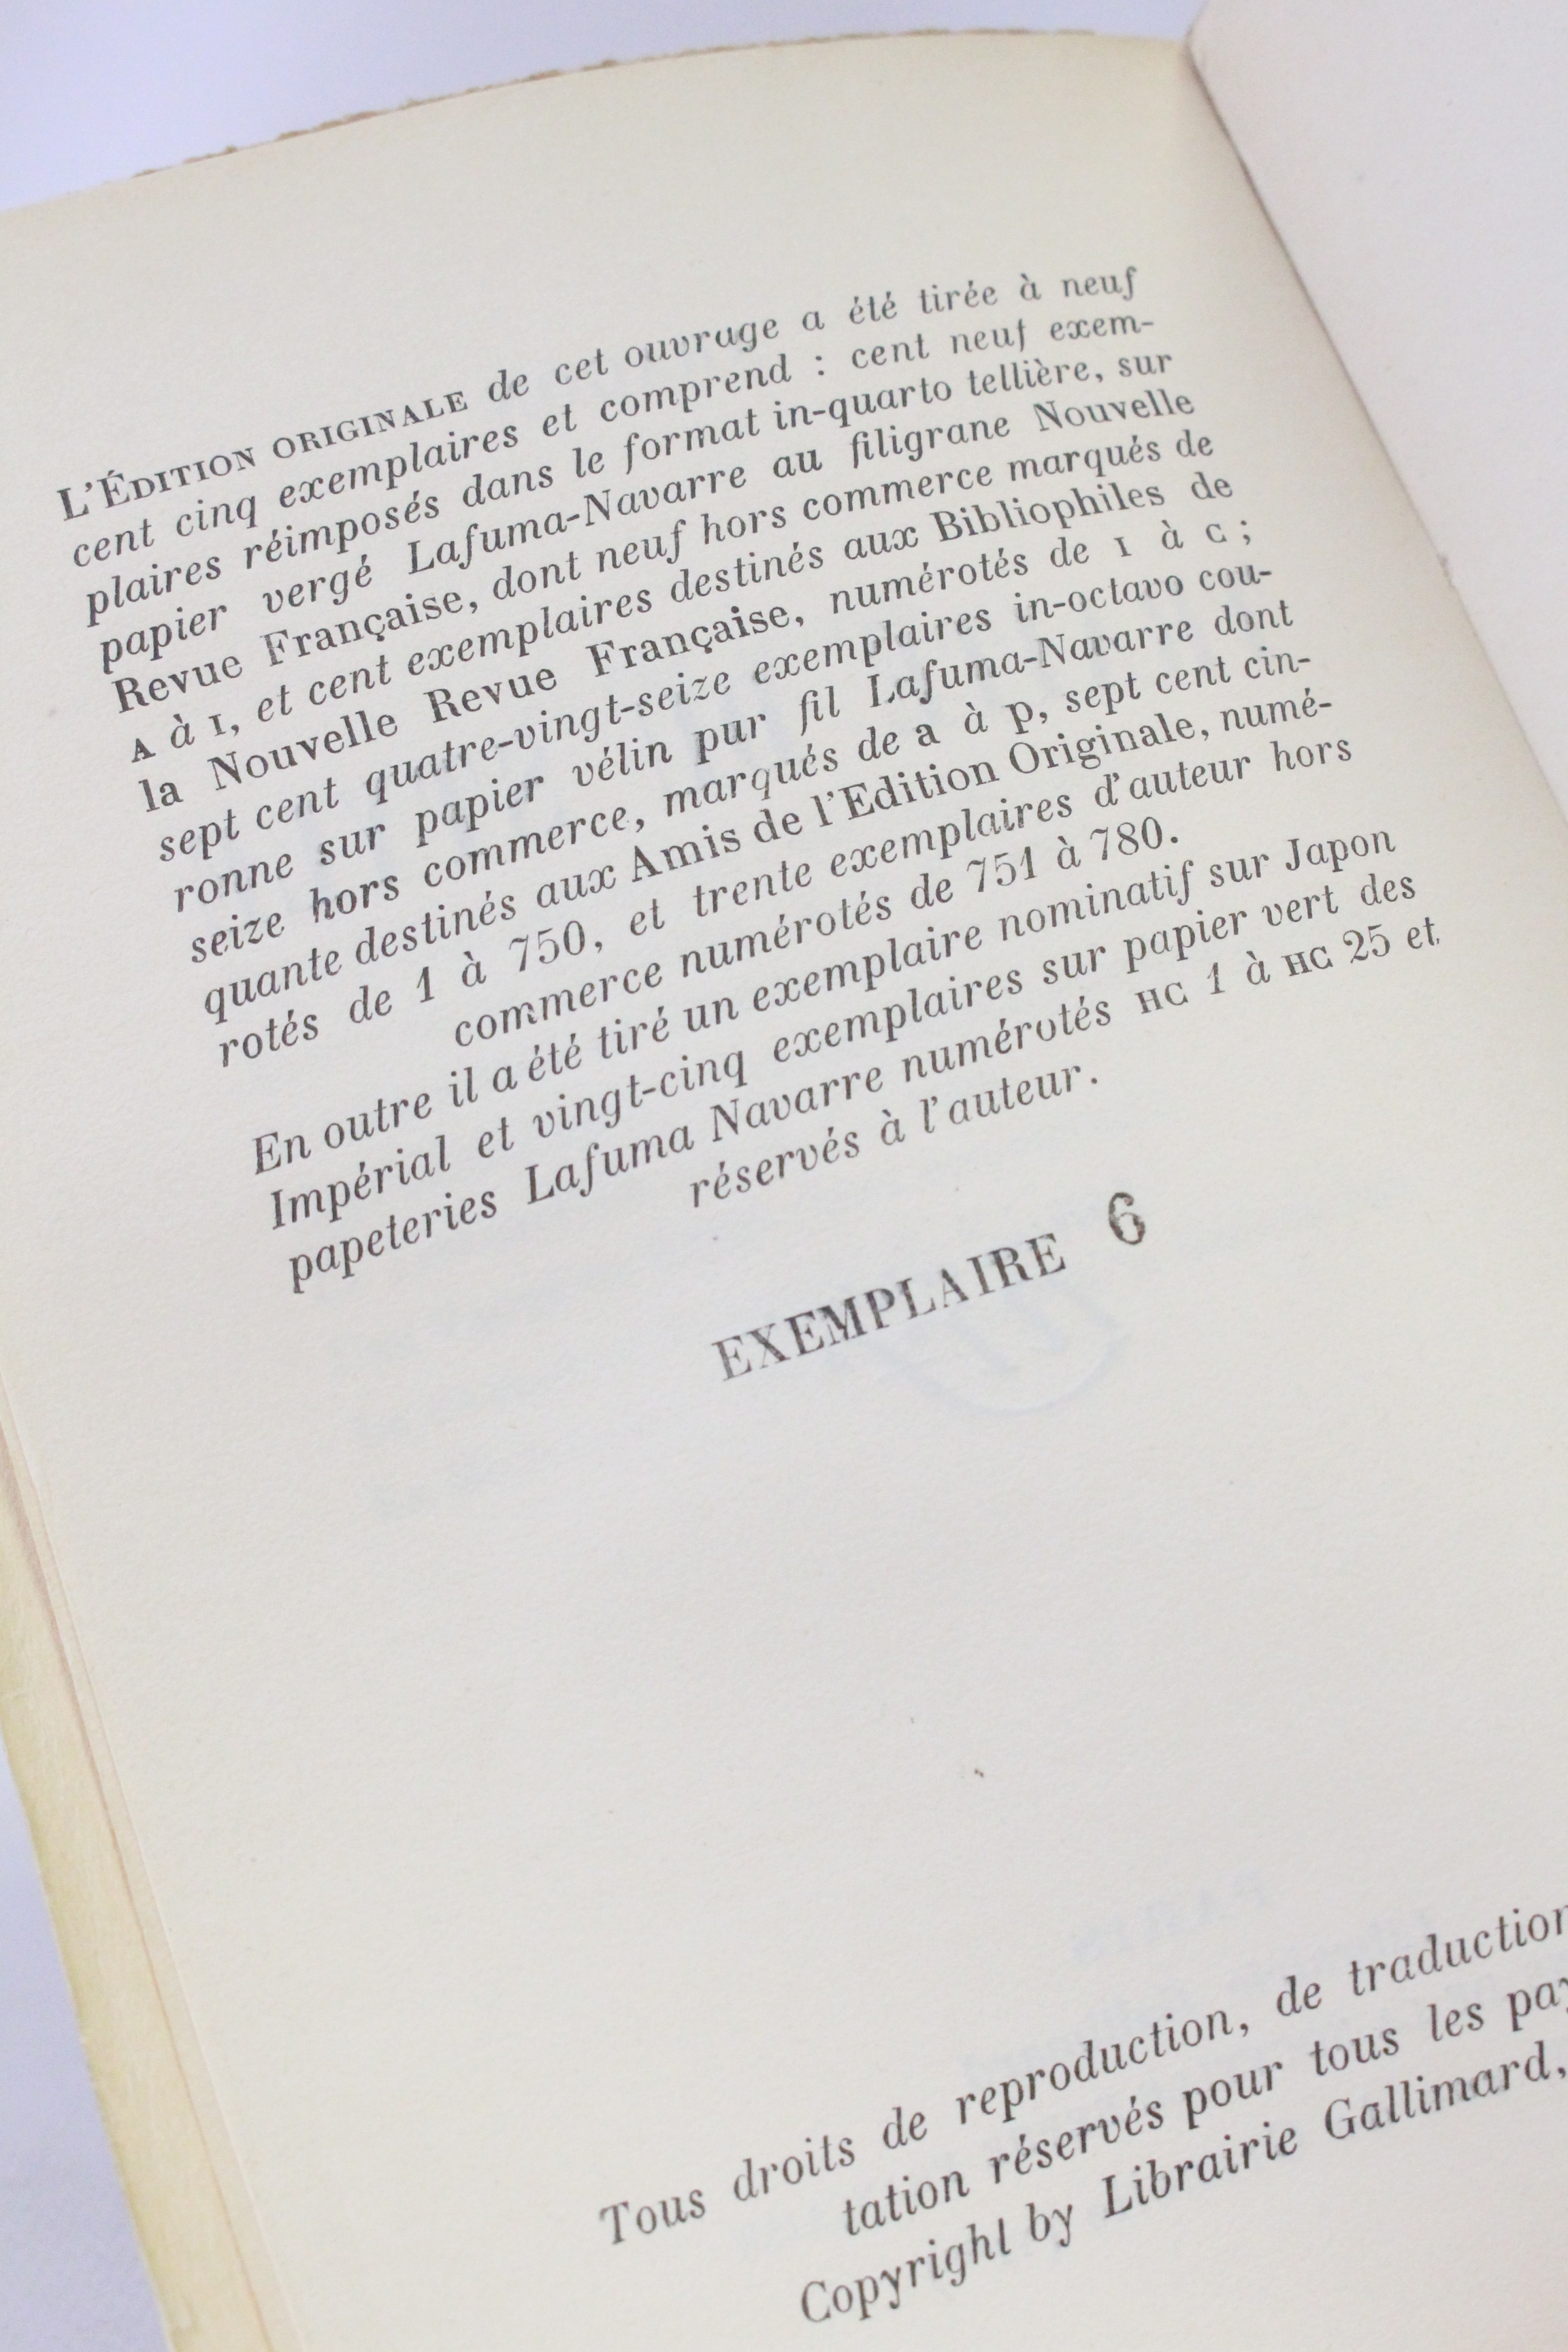 L'ÉDITION ORIGINALE de cet ouvrage a été tirée à neuf
cent cinq exemplaires et comprend : cent neuf exem-
plaires réimposés dans le format in-quarto tellière, sur
papier vergé Lafuma-Navarre au filigrane Nouvelle
Revue Française, dont neuf hors commerce marqués de
A à I, et cent exemplaires destinés aux Bibliophiles de
la Nouvelle Revue Française, numérotés de I à C ;
sept cent quatre-vingt-seize exemplaires in-octavo cou-
ronne sur papier vélin pur fil Lafuma-Navarre dont
seize hors commerce, marqués de a à p, sept cent cin-
quante destinés aux Amis de l'Edition Originale, numé-
rotés de 1 à 750, et trente exemplaires d'auteur hors
commerce numérotés de 751 à 780.
En outre il a été tiré un exemplaire nominatif sur Japon
Impérial et vingt-cinq exemplaires sur papier vert des
papeteries Lafuma Navarre numérotés HC 1 à HC 25 et
réservés à l'auteur.
EXEMPLAIRE 6
Tous droits de reproduction, de traduction
tation réservés pour tous les
Copyright by Librairie Gallimard,